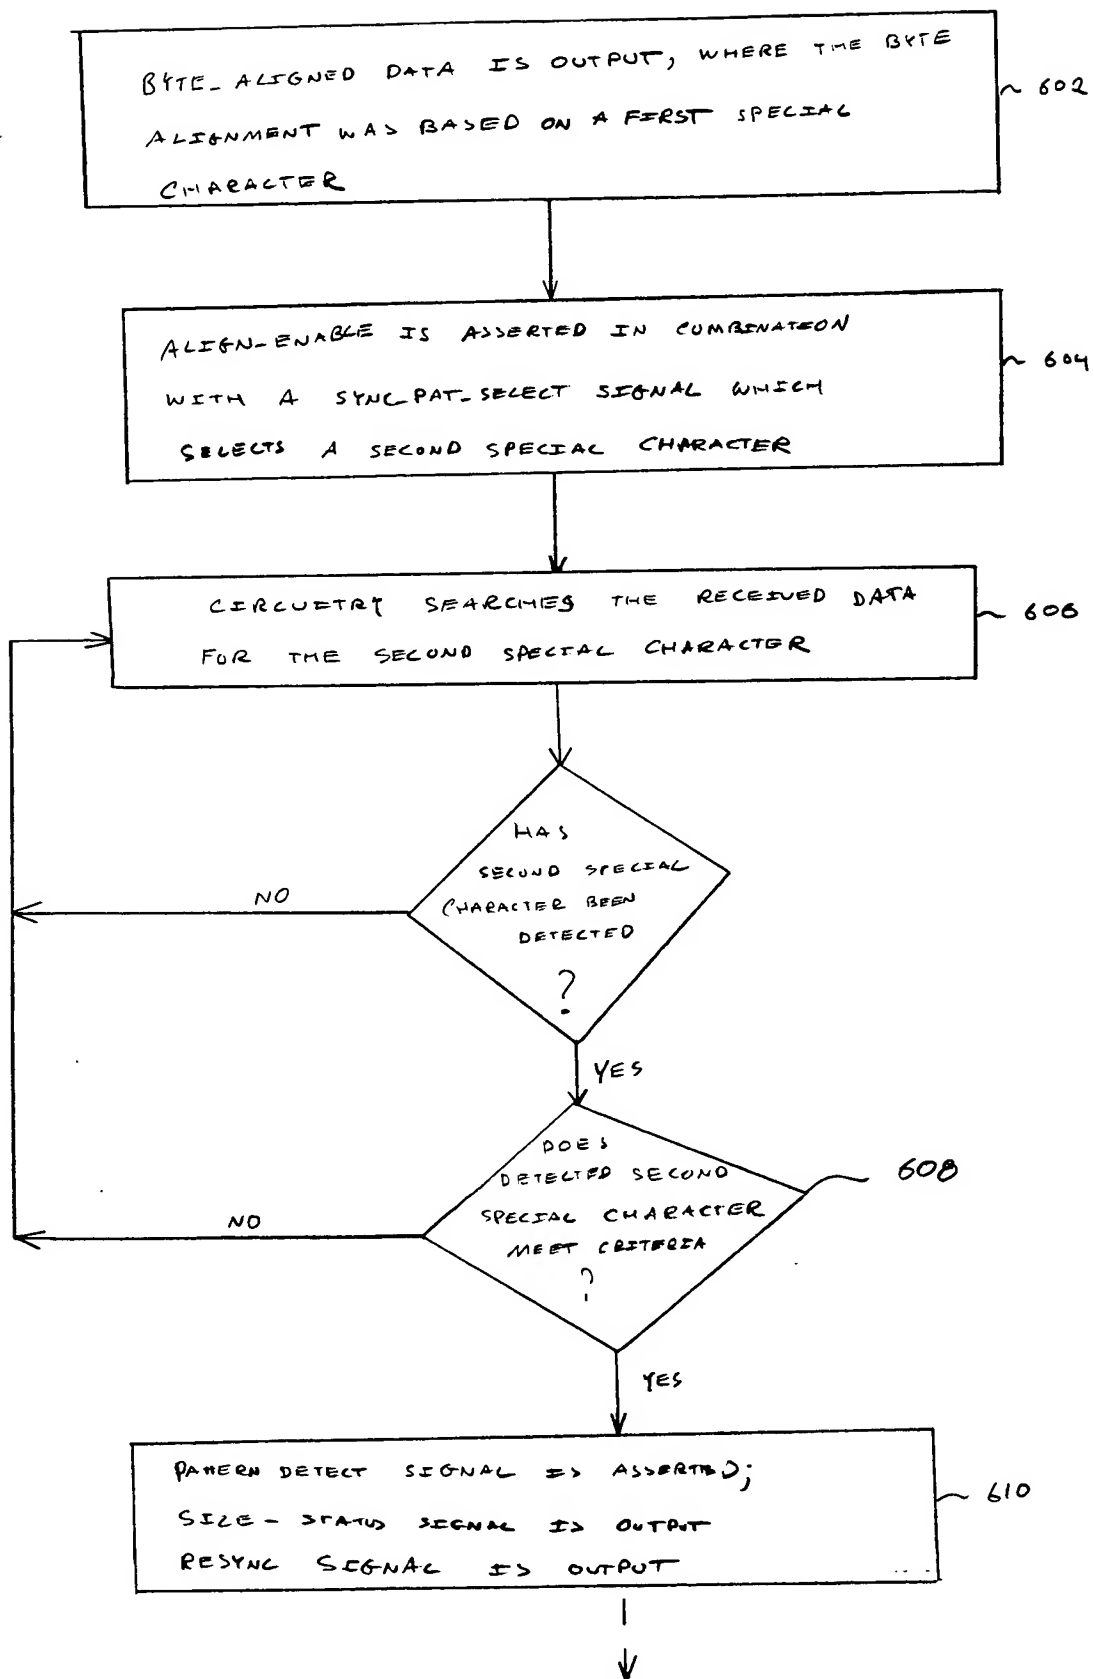 BYTE_ALIGNED DATA IS OUTPUT, WHERE THE BYTE
602
ALIGNMENT WAS BASED ON A FIRST SPECIAL
CHARACTER
ALIGN-ENABLE IS ASSERTED IN COMBINATION
604
WITH A SYNC_PAT_SELECT SIGNAL WHICH
SELECTS A SECOND SPECIAL CHARACTER
CIRCUITRY SEARCHES THE RECEIVED DATA
606
FOR THE SECOND SPECIAL CHARACTER
HAS
SECOND SPECIAL
NO
CHARACTER BEEN
DETECTED
?
YES
DOES
DETECTED SECOND
608
SPECIAL CHARACTER
NO
MEET CRITERIA
?
YES
PATTERN DETECT SIGNAL IS ASSERTED;
610
SIZE-STATUS SIGNAL IS OUTPUT
RESYNC SIGNAL IS OUTPUT